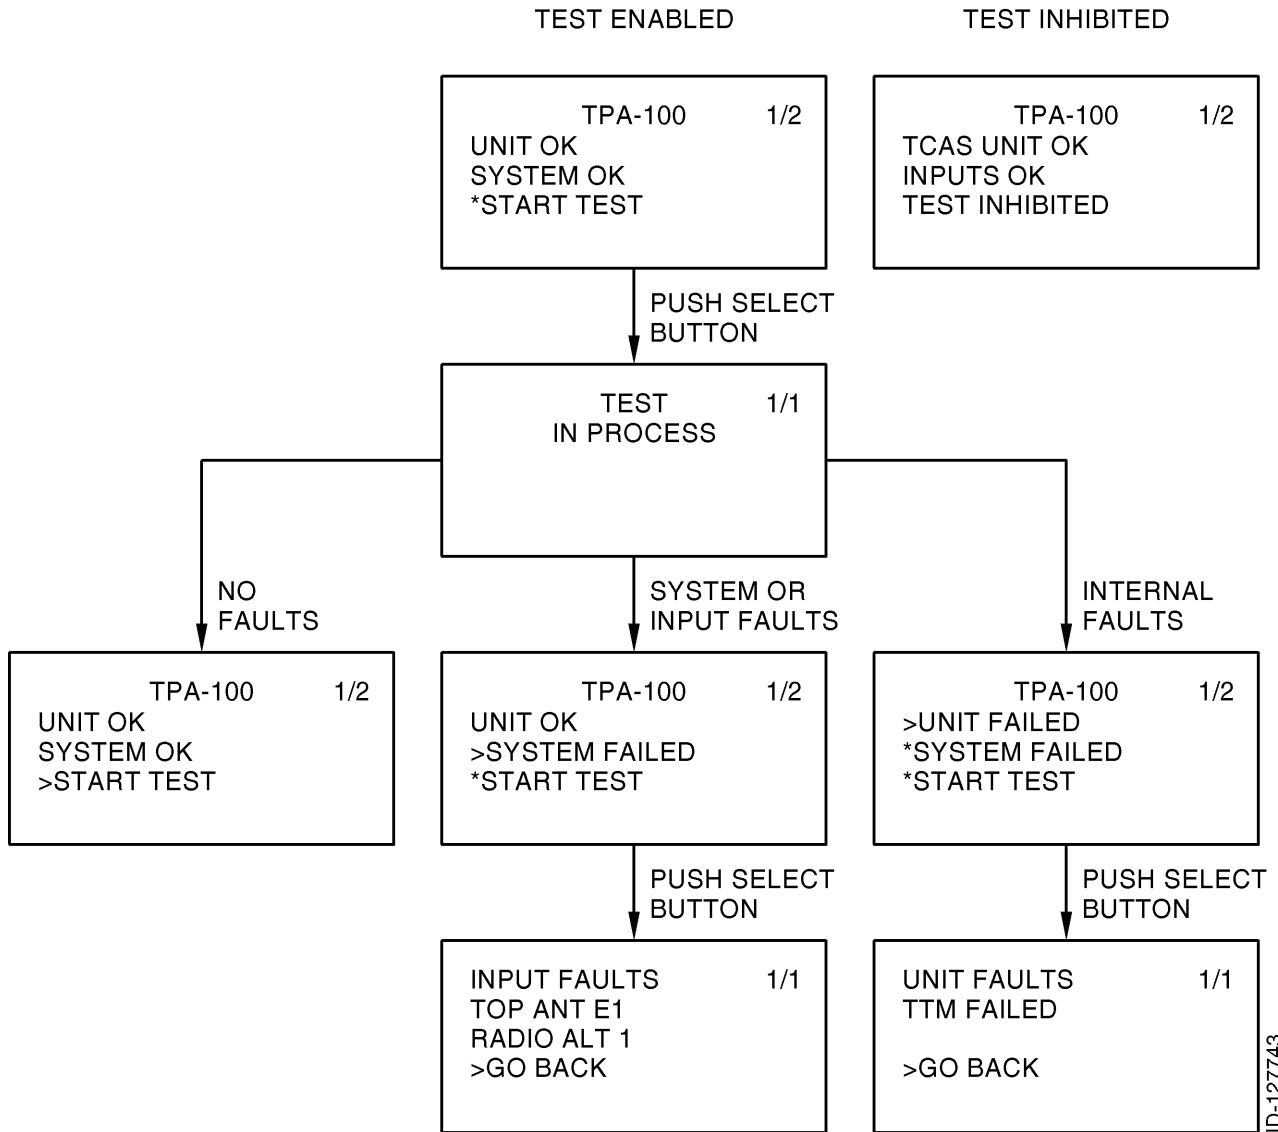 TEST ENABLED
TEST INHIBITED
TPA-100 1/2
UNIT OK
SYSTEM OK
*START TEST
TPA-100 1/2
TCAS UNIT OK
INPUTS OK
TEST INHIBITED
PUSH SELECT
BUTTON
TEST 1/1
IN PROCESS
NO
FAULTS
SYSTEM OR
INPUT FAULTS
INTERNAL
FAULTS
TPA-100 1/2
UNIT OK
SYSTEM OK
>START TEST
TPA-100 1/2
UNIT OK
>SYSTEM FAILED
*START TEST
TPA-100 1/2
>UNIT FAILED
*SYSTEM FAILED
*START TEST
PUSH SELECT
BUTTON
PUSH SELECT
BUTTON
INPUT FAULTS 1/1
TOP ANT E1
RADIO ALT 1
>GO BACK
UNIT FAULTS 1/1
TTM FAILED
>GO BACK
ID-127743